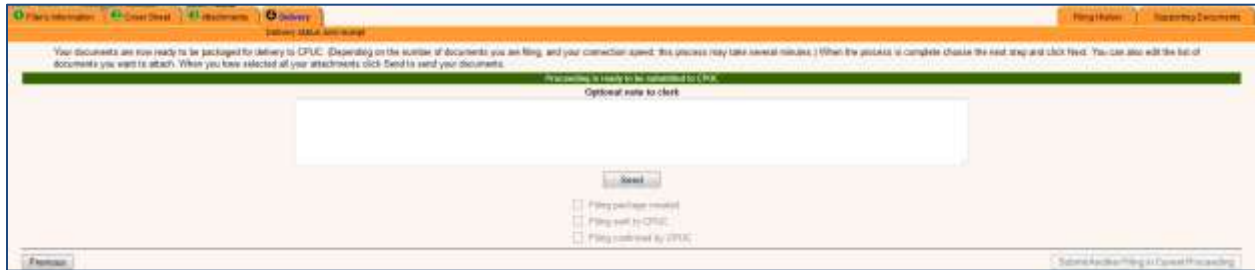 Filer's Information
Cover Sheet
Attachments
Delivery
Filing History
Supporting Documents
Delivery status and receipt
Your documents are now ready to be packaged for delivery to CPUC. (Depending on the number of documents you are filing, and your connection speed, this process may take several minutes.) When the process is complete choose the next step and click Next. You can also edit the list of
documents you want to attach. When you have selected all your attachments click Send to send your documents.
Proceeding is ready to be submitted to CPUC
Optional note to clerk
Send
Filing package created
Filing sent to CPUC
Filing confirmed by CPUC
Previous
Submit Another Filing in Current Proceeding